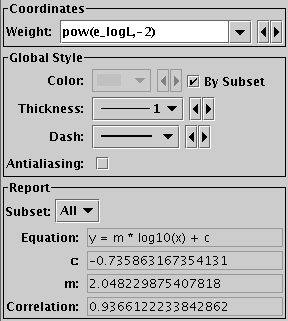 Coordinates
Weight: pow(e_logL,-2)
Global Style
Color: By Subset
Thickness: 1
Dash:
Antialiasing:
Report
Subset: All
Equation: y = m * log10(x) + c
c: -0.735863167354131
m: 2.048229875407818
Correlation: 0.9366122233842862